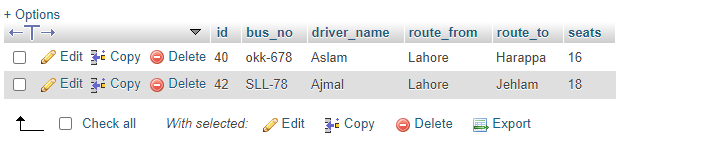 + Options
id bus_no driver_name route_from route_to seats
Edit Copy Delete 40 okk-678 Aslam Lahore Harappa 16
Edit Copy Delete 42 SLL-78 Ajmal Lahore Jehlam 18
Check all With selected: Edit Copy Delete Export